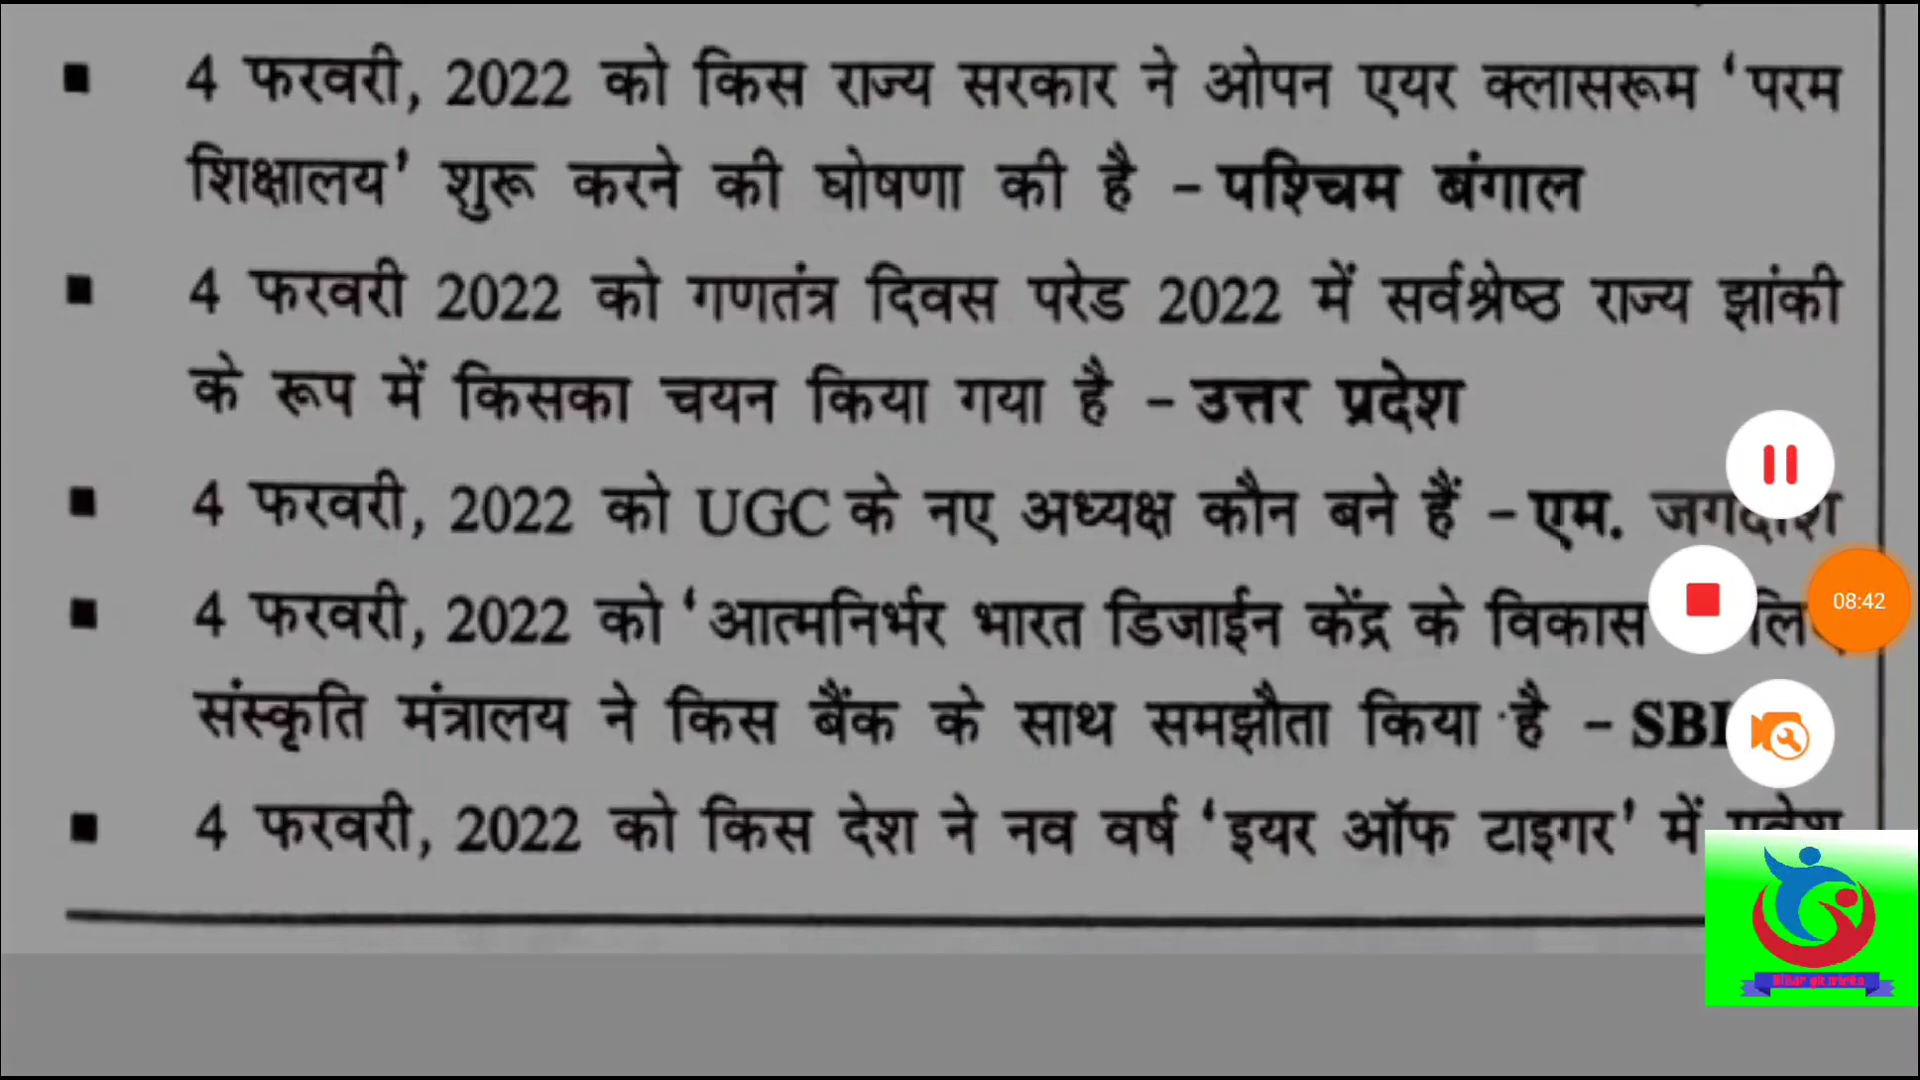 4 फरवरी, 2022 को किस राज्य सरकार ने ओपन एयर क्लासरूम ‘परम
शिक्षालय’ शुरू करने की घोषणा की है - पश्चिम बंगाल
4 फरवरी 2022 को गणतंत्र दिवस परेड 2022 में सर्वश्रेष्ठ राज्य झांकी
के रूप में किसका चयन किया गया है - उत्तर प्रदेश
4 फरवरी, 2022 को UGC के नए अध्यक्ष कौन बने हैं - एम. जगदीश
4 फरवरी, 2022 को ‘आत्मनिर्भर भारत डिजाईन केंद्र के विकास
08:42
संस्कृति मंत्रालय ने किस बैंक के साथ समझौता किया है - SBI
4 फरवरी, 2022 को किस देश ने नव वर्ष ‘इयर ऑफ टाइगर’ में